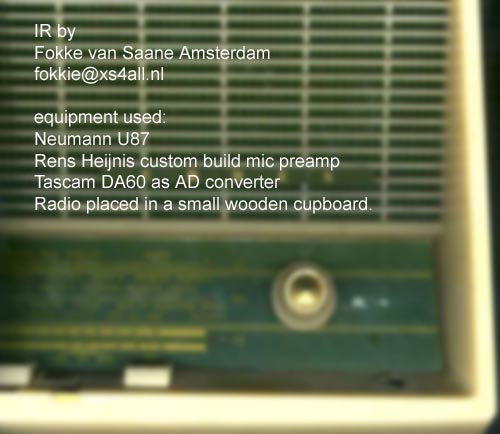 IR by
Fokke van Saane Amsterdam
fokkie@xs4all.nl
equipment used:
Neumann U87
Rens Heijnis custom build mic preamp
Tascam DA60 as AD converter
Radio placed in a small wooden cupboard.